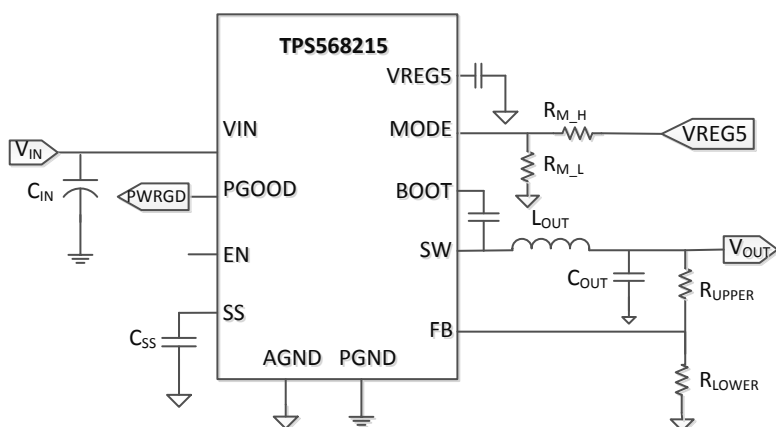 TPS568215
VREG5
R_M_H
VIN
MODE
VREG5
V_IN
R_M_L
C_IN
PWRGD
PGOOD
BOOT
L_OUT
EN
SW
V_OUT
C_OUT
R_UPPER
SS
FB
C_SS
AGND
PGND
R_LOWER